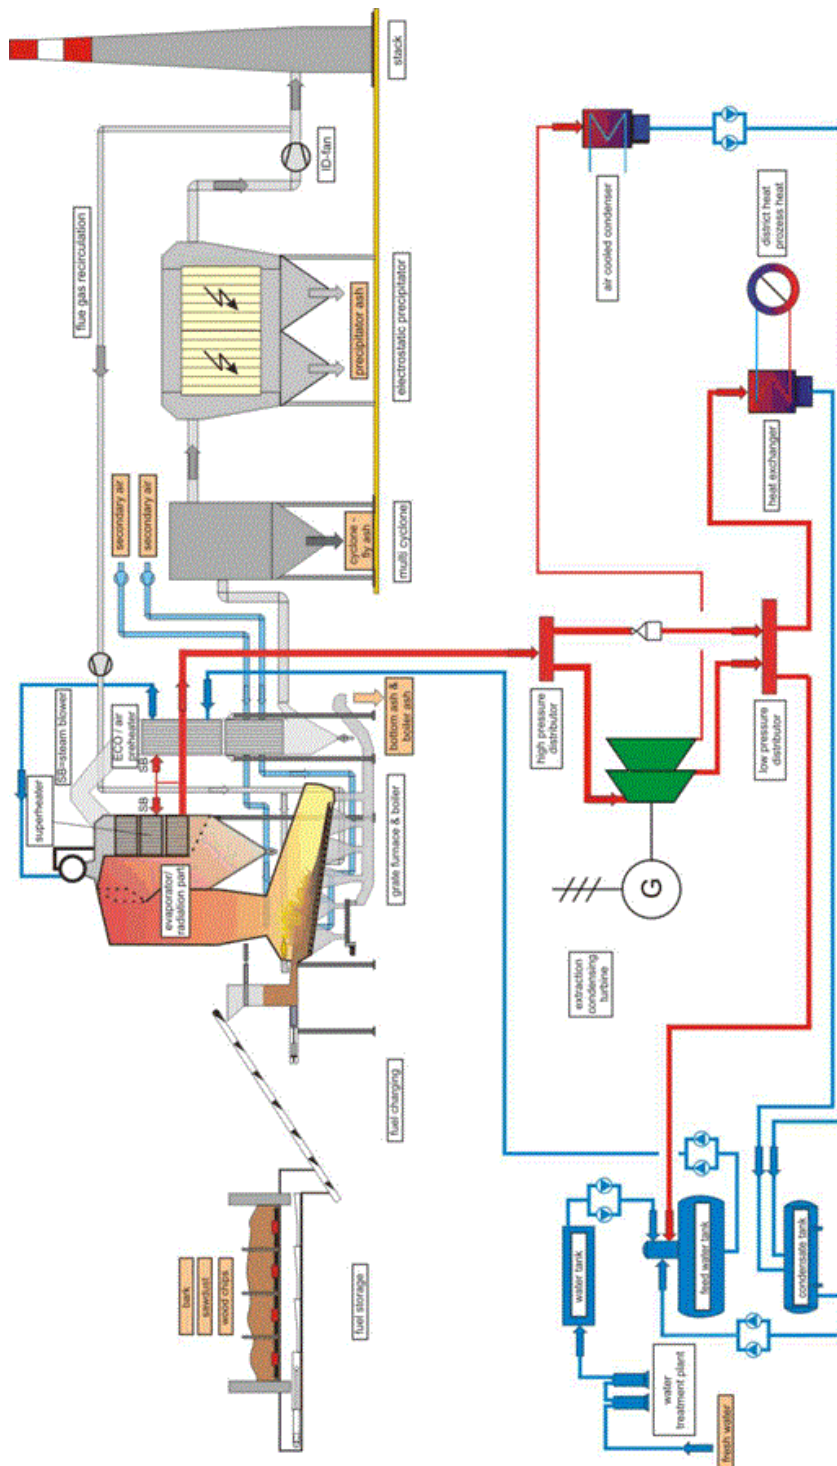 bark
sawdust
wood chips
fuel storage
fuel charging
superheater
SB=steam blower
ECO / air
preheater
SB
SB
evaporator/
radiation part
grate furnace & boiler
bottom ash &
boiler ash
secondary air
secondary air
flue gas recirculation
cyclone -
fly ash
multi cyclone
precipitator ash
electrostatic precipitator
ID-fan
stack
fresh water
water
treatment plant
water tank
feed water tank
condensate tank
extraction
condensing
turbine
G
high pressure
distributor
low pressure
distributor
heat exchanger
district heat
prozess heat
air cooled condenser